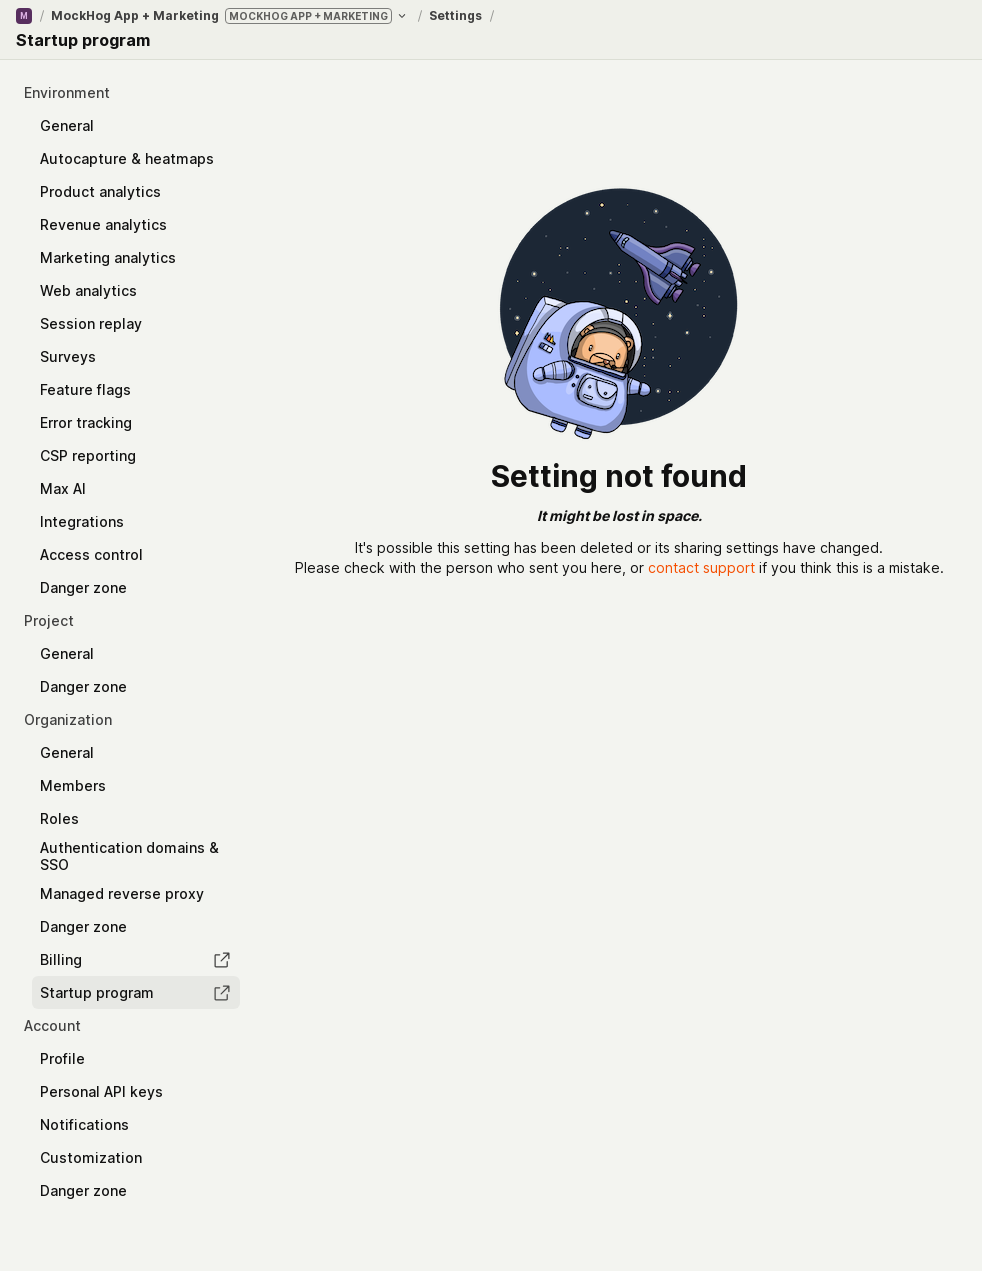 M / MockHog App + Marketing MOCKHOG APP + MARKETING / Settings /
Startup program
Environment
General
Autocapture & heatmaps
Product analytics
Revenue analytics
Marketing analytics
Web analytics
Session replay
Surveys
Feature flags
Error tracking
CSP reporting
Max AI
Integrations
Access control
Danger zone
Project
General
Danger zone
Organization
General
Members
Roles
Authentication domains &
SSO
Managed reverse proxy
Danger zone
Billing
Startup program
Account
Profile
Personal API keys
Notifications
Customization
Danger zone
Setting not found
It might be lost in space.
It's possible this setting has been deleted or its sharing settings have changed.
Please check with the person who sent you here, or contact support if you think this is a mistake.